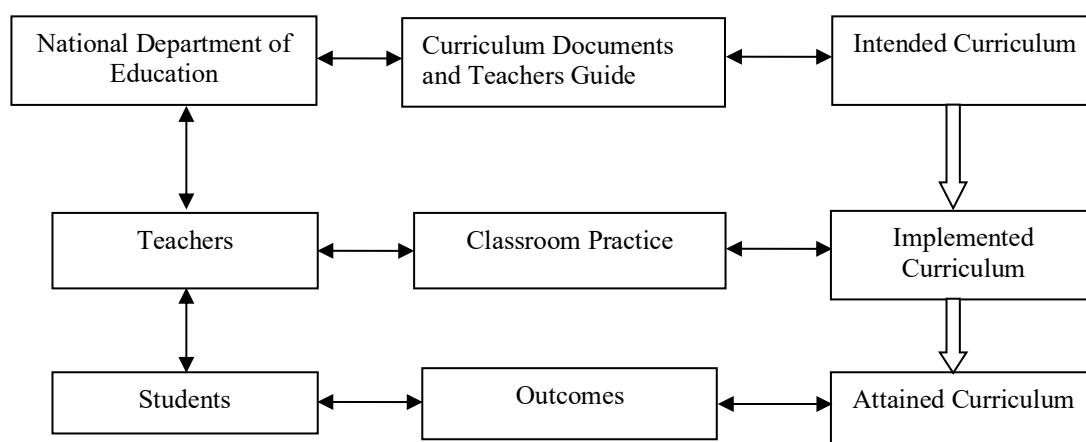 National Department of
Education
Curriculum Documents
and Teachers Guide
Intended Curriculum
Teachers
Classroom Practice
Implemented
Curriculum
Students
Outcomes
Attained Curriculum